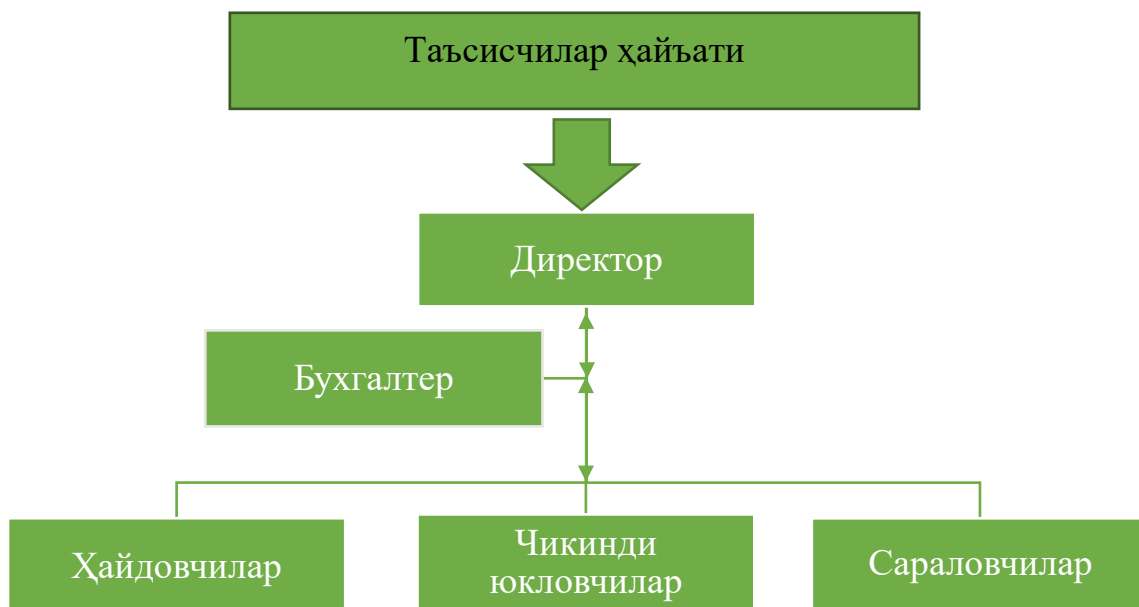 Таъсисчилар ҳайъати
Директор
Бухгалтер
Ҳайдовчилар
Чикинди
юкловчилар
Сараловчилар